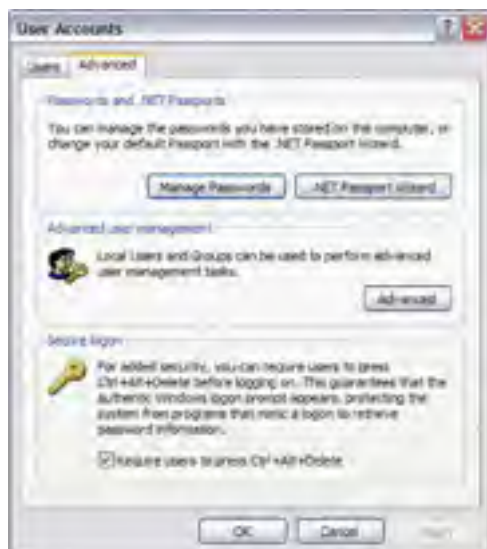 User Accounts
Users Advanced
Passwords and .NET Passports
You can manage the passwords you have stored on this computer, or
change your default Passport with the .NET Passport Wizard.
Manage Passwords .NET Passport Wizard
Advanced user management
Local Users and Groups can be used to perform advanced
user management tasks.
Advanced
Secure logon
For added security, you can require users to press
Ctrl+Alt+Delete before logging on. This guarantees that the
authentic Windows logon prompt appears, protecting the
system from programs that mimic a logon to retrieve
password information.
Require users to press Ctrl+Alt+Delete
OK Cancel Apply